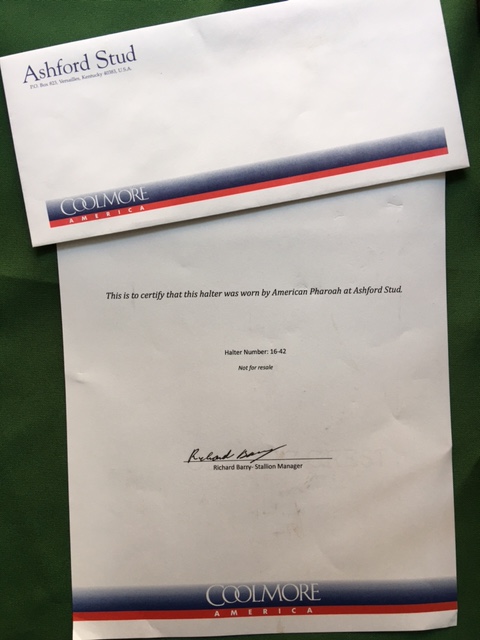 Ashford Stud
P.O. Box 823, Versailles, Kentucky 40383, U.S.A.
COOLMORE
AMERICA
This is to certify that this halter was worn by American Pharoah at Ashford Stud.
Halter Number: 16-42
Not for resale
Richard Barry
Richard Barry- Stallion Manager
COOLMORE
AMERICA